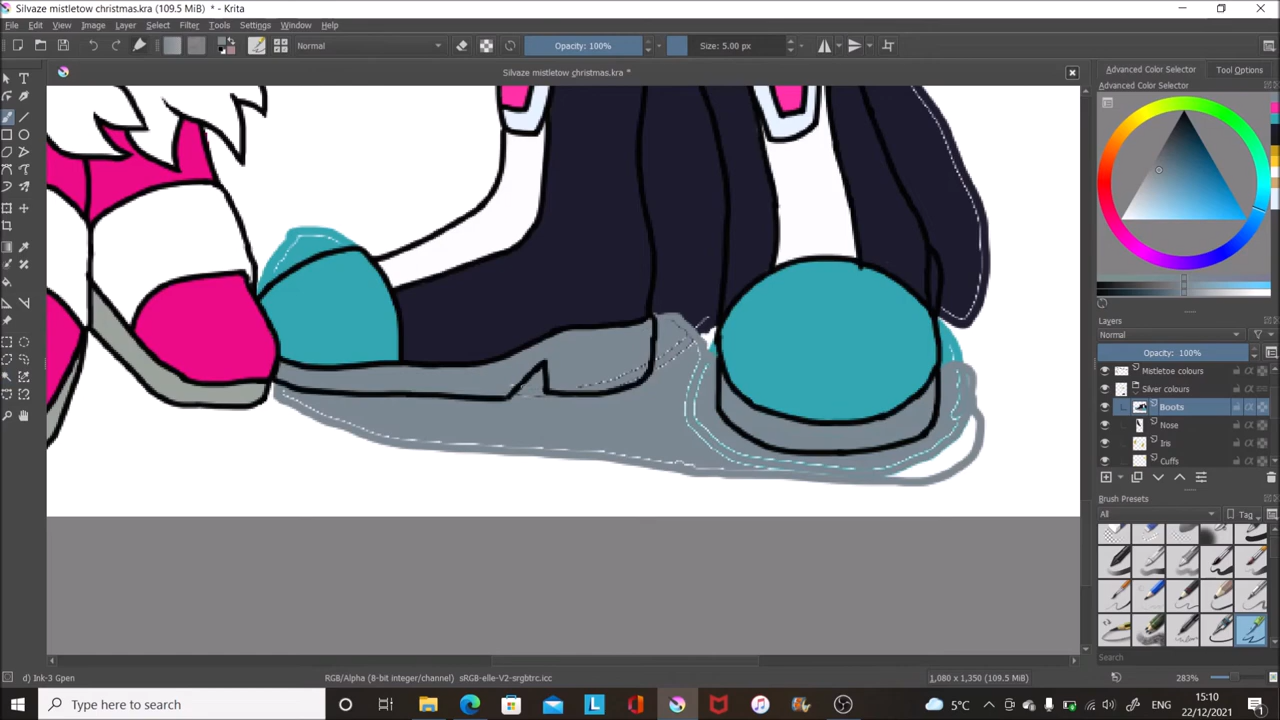 Silvaze mistletow christmas.kra (109.5 MiB) * - Krita
File Edit View Image Layer Select Filter Tools Settings Window Help
Normal Opacity: 100% Size: 5.00 px
Silvaze mistletow christmas.kra *
Advanced Color Selector Tool Options
Advanced Color Selector
Layers
Normal
Opacity: 100%
Mistletoe colours
Silver colours
Boots
Nose
Iris
Cuffs
Brush Presets
All Tag
Search
d) Ink-3 Gpen RGB/Alpha (8-bit integer/channel) sRGB-elle-V2-srgbtrc.icc 1,080 x 1,350 (109.5 MiB) 283%
Type here to search 5°C 15:10
22/12/2021